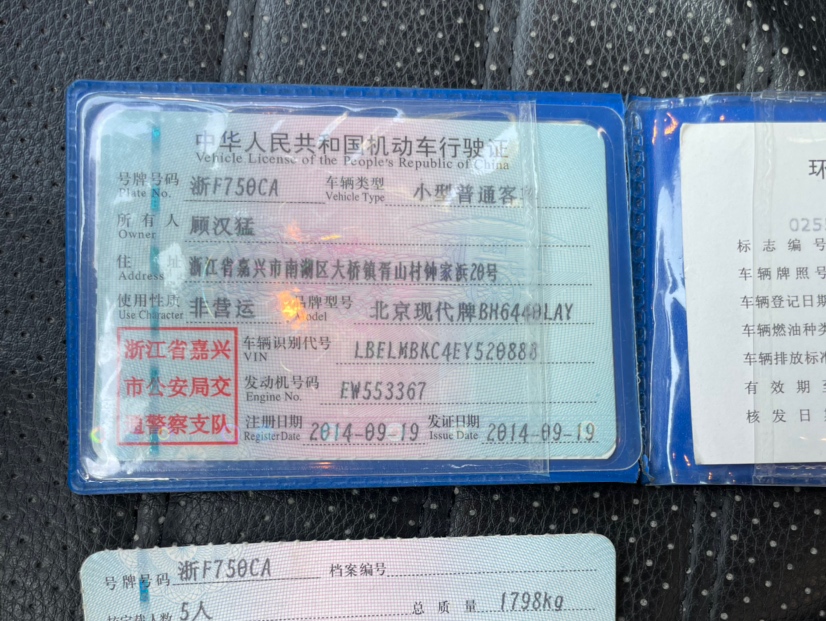 中华人民共和国机动车行驶证
Vehicle License of the People's Republic of China
号牌号码 浙F750CA 车辆类型 小型普通客
Plate No. Vehicle Type
所有人 顾汉猛
Owner
住址 浙江省嘉兴市南湖区大桥镇胥山村钟家浜20号
Address
使用性质 非营运 品牌型号 北京现代牌BH6440LAY
Use Character Model
浙江省嘉兴
市公安局交
通警察支队
车辆识别代号 LBELMBKC4EY520888
VIN
发动机号码 EW553367
Engine No.
注册日期 2014-09-19 发证日期 2014-09-19
Register Date Issue Date
号牌号码 浙F750CA 档案编号
核定载人数 5人 总质量 1798kg
环
025
标志编号
车辆牌照号
车辆登记日期
车辆燃油种类
车辆排放标准
有效期至
核发日